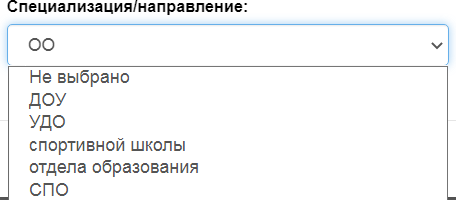 Специализация/направление:
ОО
Не выбрано
ДОУ
УДО
спортивной школы
отдела образования
СПО